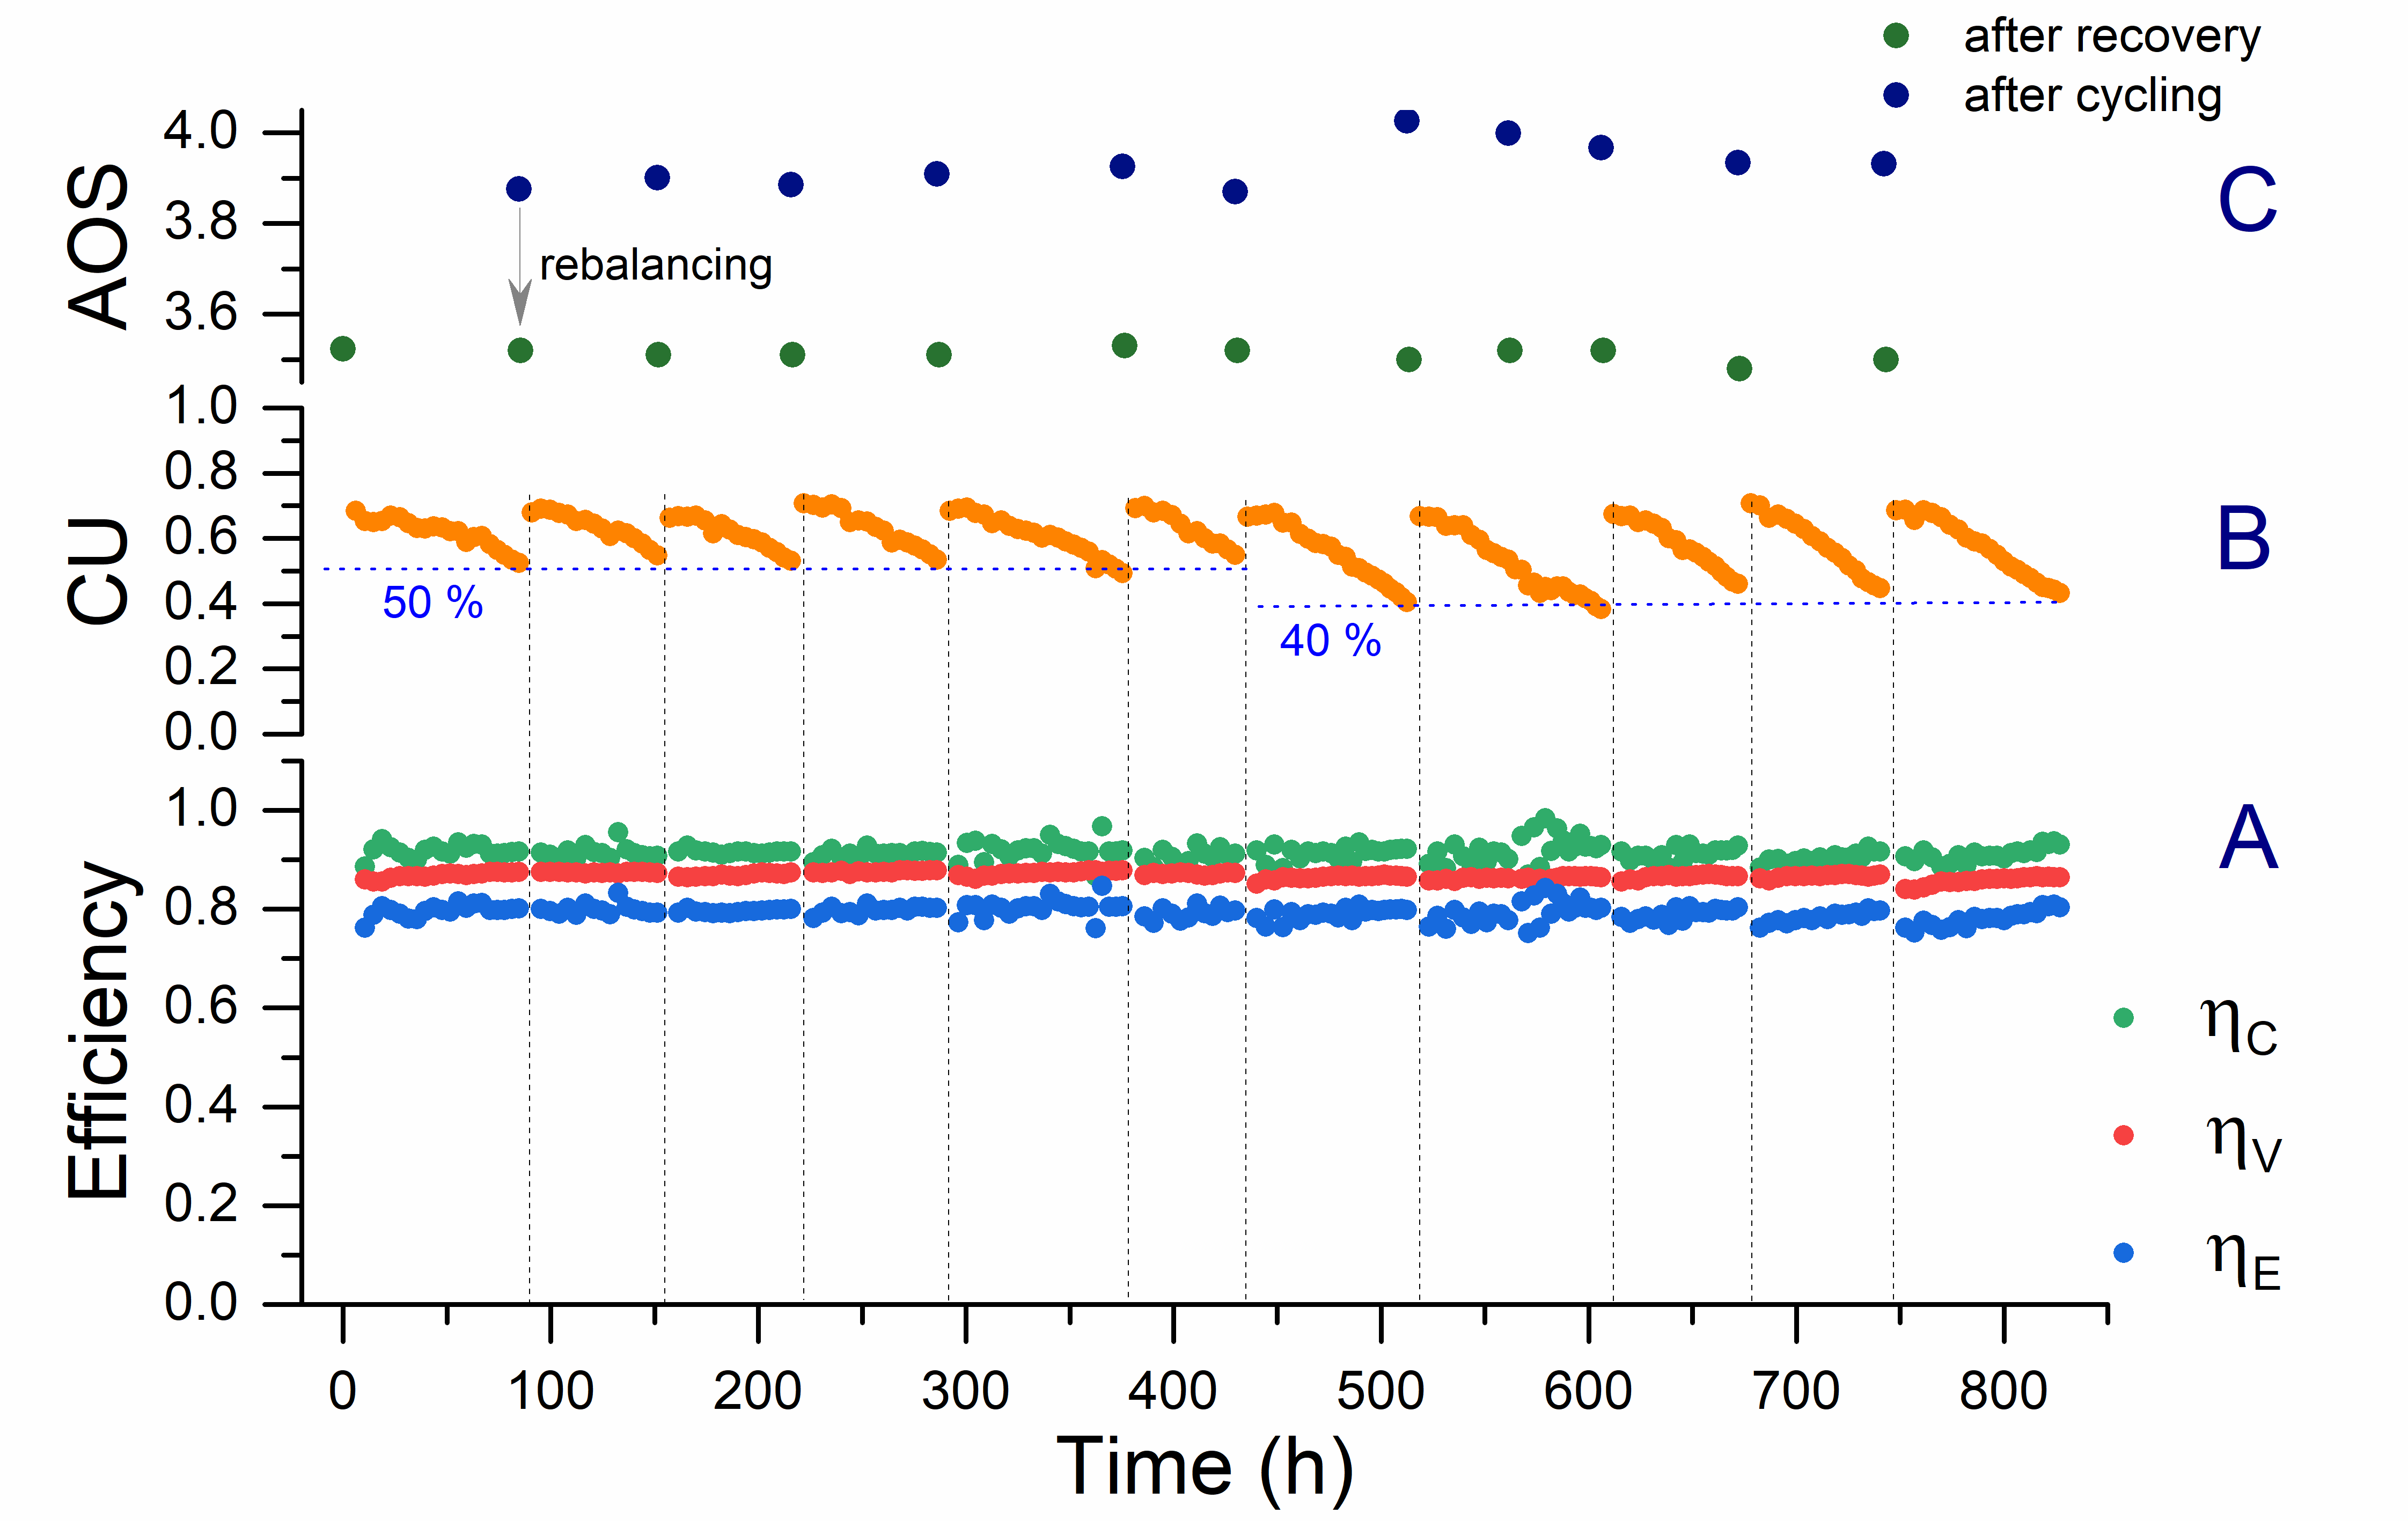 after recovery
after cycling
AOS
4.0
3.8
3.6
rebalancing
C
CU
1.0
0.8
0.6
0.4
0.2
0.0
50 %
40 %
B
Efficiency
1.0
0.8
0.6
0.4
0.2
0.0
A
ηC
ηV
ηE
0 100 200 300 400 500 600 700 800
Time (h)